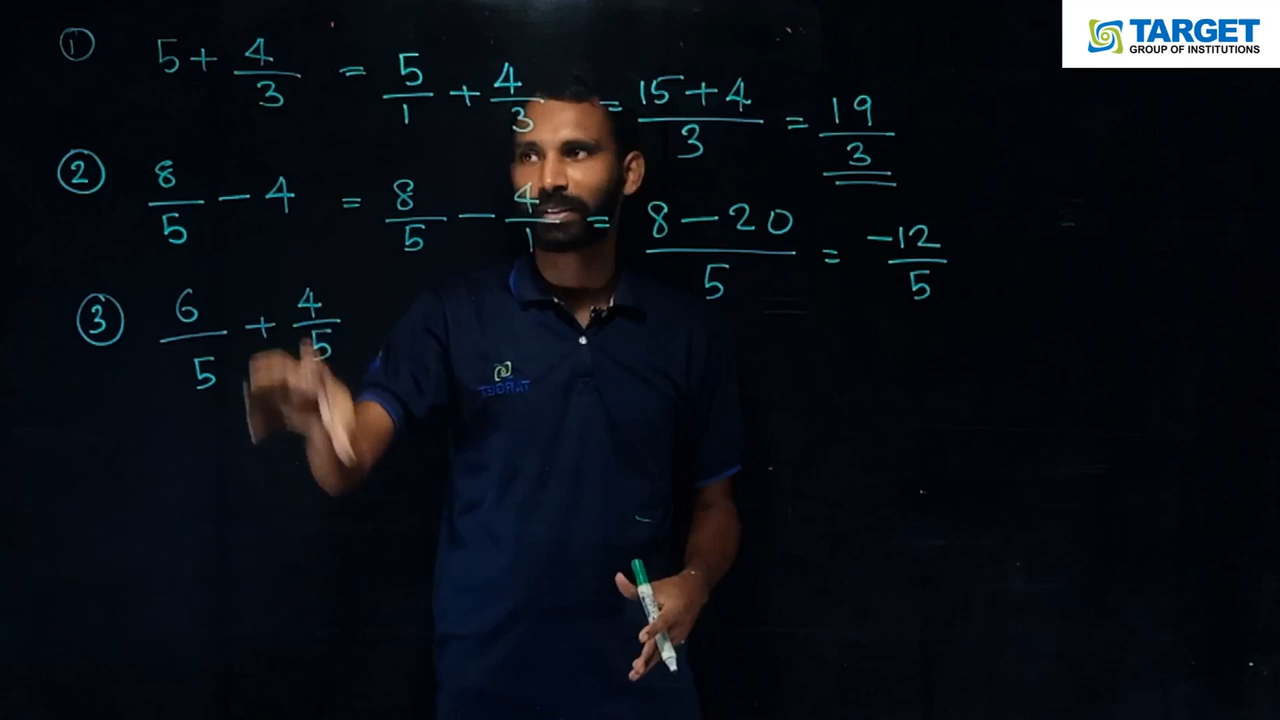 TARGET
GROUP OF INSTITUTIONS
① 5 + 4/3 = 5/1 + 4/3 = 15 + 4/3 = 19/3
② 8/5 − 4 = 8/5 − 4/1 = 8 − 20/5 = −12/5
③ 6/5 + 4/5
TARGET